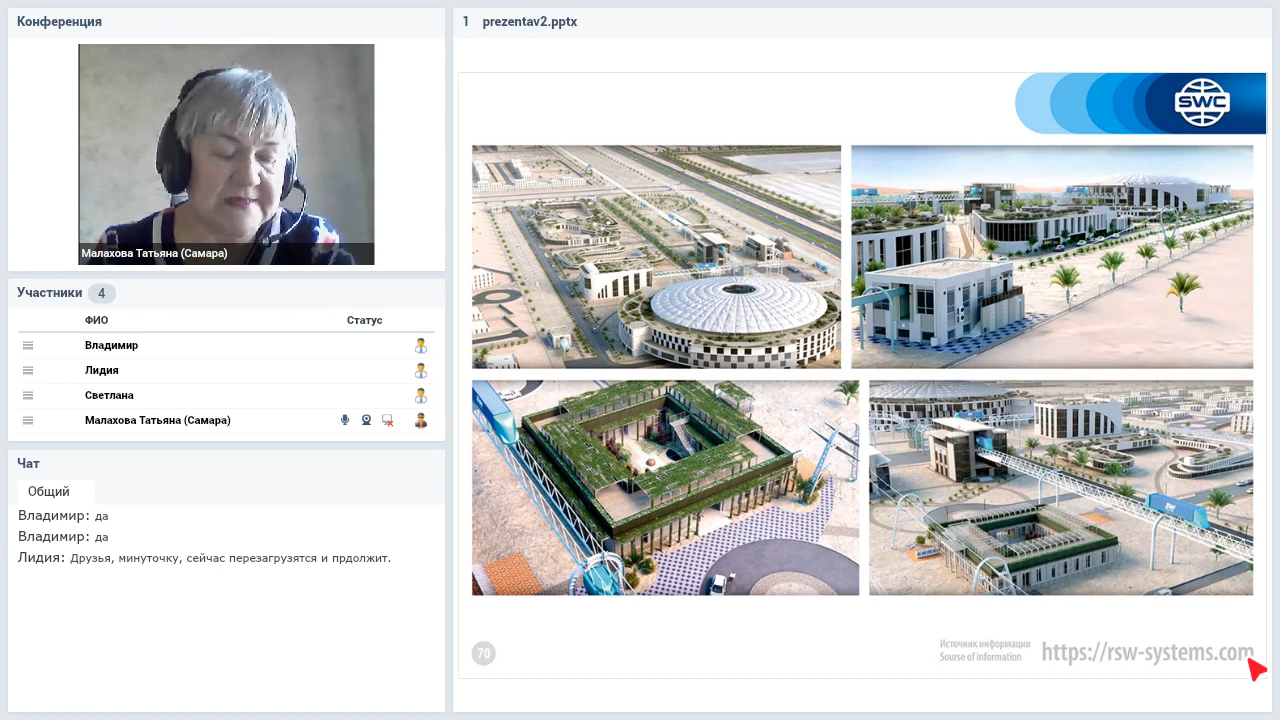 Конференция
Малахова Татьяна (Самара)
Участники 4
ФИО Статус
Владимир
Лидия
Светлана
Малахова Татьяна (Самара)
Чат
Общий
Владимир: да
Владимир: да
Лидия: Друзья, минуточку, сейчас перезагрузятся и прдолжит.
1 prezentav2.pptx
SWC
70
Источник информации
Sourse of information
https://rsw-systems.com